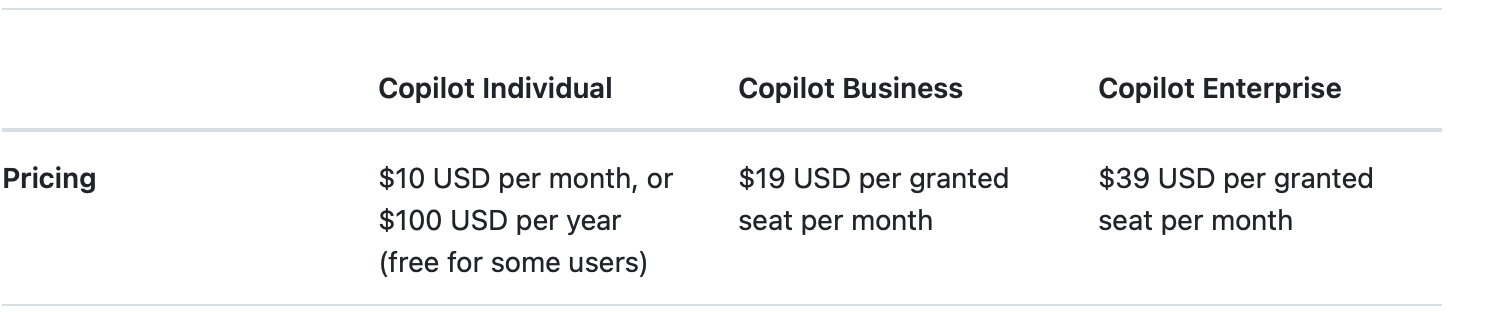 Copilot Individual Copilot Business Copilot Enterprise
Pricing $10 USD per month, or $19 USD per granted $39 USD per granted
$100 USD per year seat per month seat per month
(free for some users)